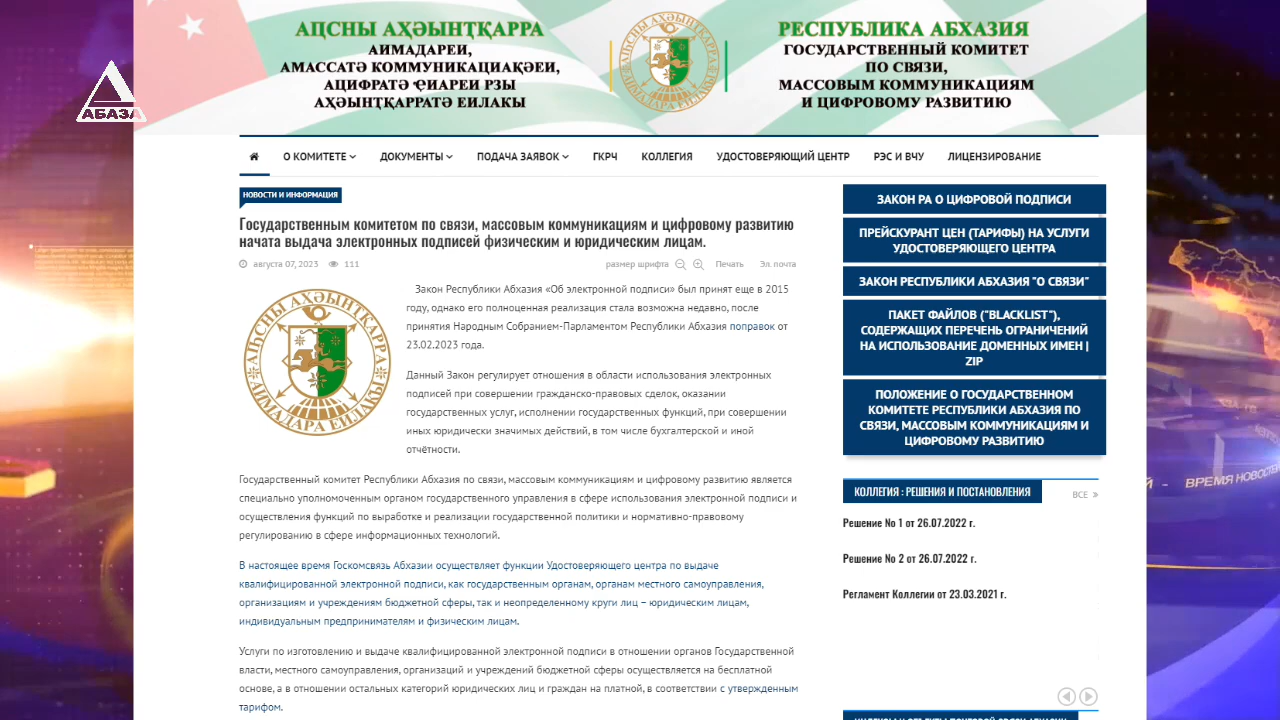 АԤСНЫ АҲӘЫНҬҚАРРА
АИМАДАРЕИ,
АМАССАТӘ КОММУНИКАЦИАҚӘЕИ,
АЦИФРАТӘ ҾИАРЕИ РЗЫ
АҲӘЫНҬҚАРРАТӘ ЕИЛАКЫ
РЕСПУБЛИКА АБХАЗИЯ
ГОСУДАРСТВЕННЫЙ КОМИТЕТ
ПО СВЯЗИ,
МАССОВЫМ КОММУНИКАЦИЯМ
И ЦИФРОВОМУ РАЗВИТИЮ
АБАЗА
О КОМИТЕТЕ ДОКУМЕНТЫ ПОДАЧА ЗАЯВОК ГКРЧ КОЛЛЕГИЯ УДОСТОВЕРЯЮЩИЙ ЦЕНТР РЭС И ВЧУ ЛИЦЕНЗИРОВАНИЕ
НОВОСТИ И ИНФОРМАЦИЯ
Государственным комитетом по связи, массовым коммуникациям и цифровому развитию
начата выдача электронных подписей физическим и юридическим лицам.
августа 07, 2023 111 размер шрифта Печать Эл. почта
Закон Республики Абхазия «Об электронной подписи» был принят еще в 2015
году, однако его полноценная реализация стала возможна недавно, после
принятия Народным Собранием-Парламентом Республики Абхазия поправок от
23.02.2023 года.
Данный Закон регулирует отношения в области использования электронных
подписей при совершении гражданско-правовых сделок, оказании
государственных услуг, исполнении государственных функций, при совершении
иных юридически значимых действий, в том числе бухгалтерской и иной
отчётности.
Государственный комитет Республики Абхазия по связи, массовым коммуникациям и цифровому развитию является
специально уполномоченным органом государственного управления в сфере использования электронной подписи и
осуществления функций по выработке и реализации государственной политики и нормативно-правовому
регулированию в сфере информационных технологий.
В настоящее время Госкомсвязь Абхазии осуществляет функции Удостоверяющего центра по выдаче
квалифицированной электронной подписи, как государственным органам, органам местного самоуправления,
организациям и учреждениям бюджетной сферы, так и неопределенному круги лиц – юридическим лицам,
индивидуальным предпринимателям и физическим лицам.
Услуги по изготовлению и выдаче квалифицированной электронной подписи в отношении органов Государственной
власти, местного самоуправления, организаций и учреждений бюджетной сферы осуществляется на бесплатной
основе, а в отношении остальных категорий юридических лиц и граждан на платной, в соответствии с утвержденным
тарифом.
ЗАКОН РА О ЦИФРОВОЙ ПОДПИСИ
ПРЕЙСКУРАНТ ЦЕН (ТАРИФЫ) НА УСЛУГИ
УДОСТОВЕРЯЮЩЕГО ЦЕНТРА
ЗАКОН РЕСПУБЛИКИ АБХАЗИЯ "О СВЯЗИ"
ПАКЕТ ФАЙЛОВ ("BLACKLIST"),
СОДЕРЖАЩИХ ПЕРЕЧЕНЬ ОГРАНИЧЕНИЙ
НА ИСПОЛЬЗОВАНИЕ ДОМЕННЫХ ИМЕН |
ZIP
ПОЛОЖЕНИЕ О ГОСУДАРСТВЕННОМ
КОМИТЕТЕ РЕСПУБЛИКИ АБХАЗИЯ ПО
СВЯЗИ, МАССОВЫМ КОММУНИКАЦИЯМ И
ЦИФРОВОМУ РАЗВИТИЮ
КОЛЛЕГИЯ : РЕШЕНИЯ И ПОСТАНОВЛЕНИЯ ВСЕ »
Решение No 1 от 26.07.2022 г.
Решение No 2 от 26.07.2022 г.
Регламент Коллегии от 23.03.2021 г.
ВРЕМЯ НОВОСТЕЙ